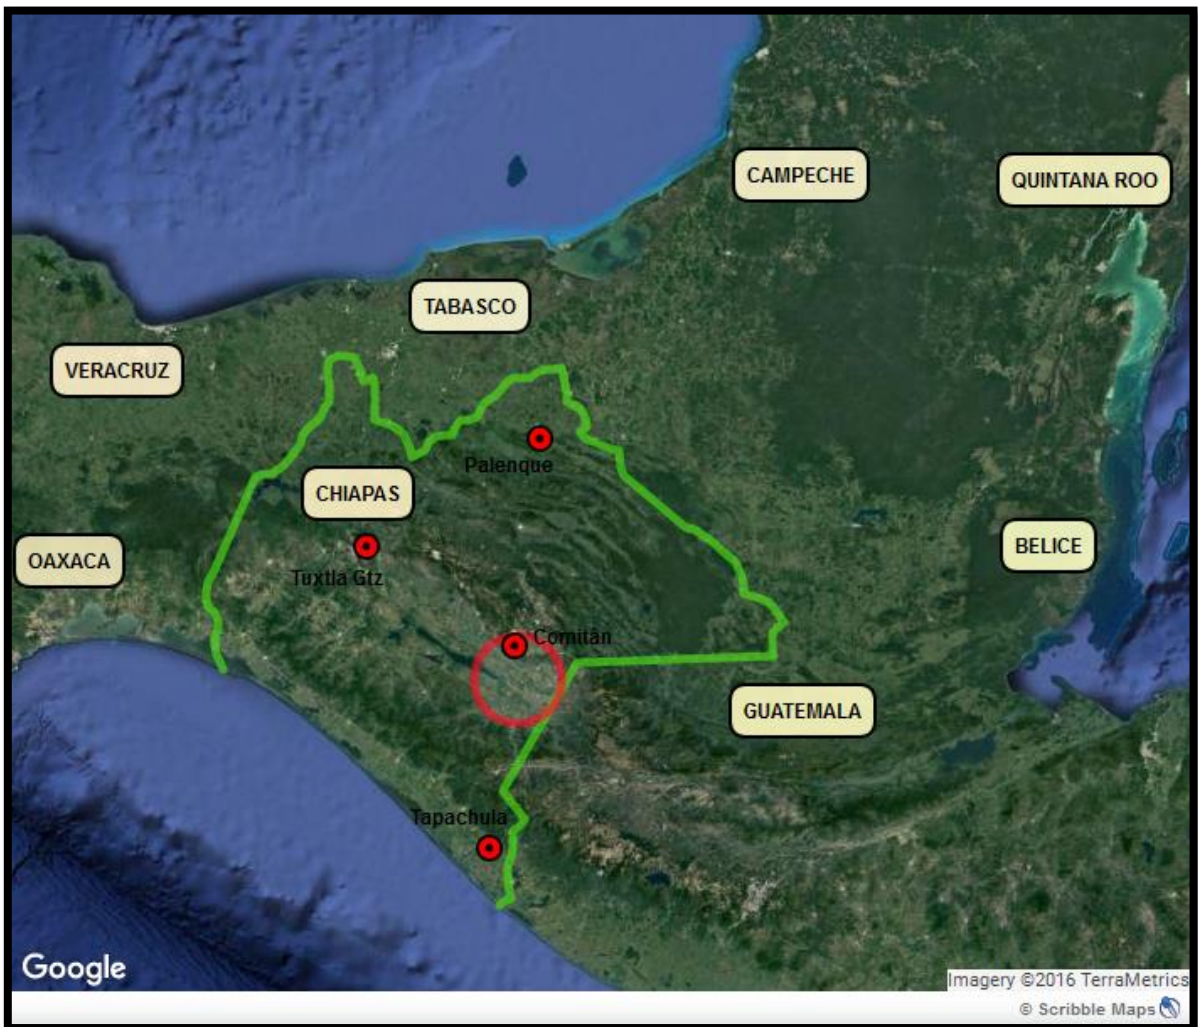 CAMPECHE
QUINTANA ROO
TABASCO
VERACRUZ
Palenque
CHIAPAS
OAXACA
Tuxtla Gtz
BELICE
Comitán
GUATEMALA
Tapachula
Google
Imagery ©2016 TerraMetrics
© Scribble Maps